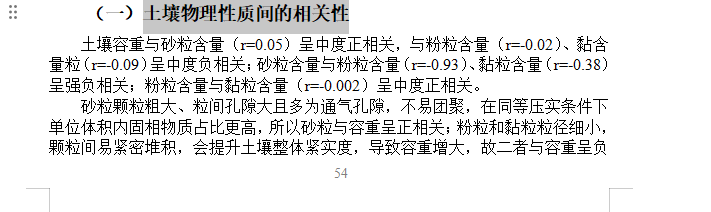 （一）土壤物理性质间的相关性
土壤容重与砂粒含量（r=0.05）呈中度正相关，与粉粒含量（r=-0.02）、黏含
量粒（r=-0.09）呈中度负相关；砂粒含量与粉粒含量（r=-0.93）、黏粒含量（r=-0.38）
呈强负相关；粉粒含量与黏粒含量（r=-0.002）呈中度正相关。
砂粒颗粒粗大、粒间孔隙大且多为通气孔隙，不易团聚，在同等压实条件下
单位体积内固相物质占比更高，所以砂粒与容重呈正相关；粉粒和黏粒粒径细小，
颗粒间易紧密堆积，会提升土壤整体紧实度，导致容重增大，故二者与容重呈负
54